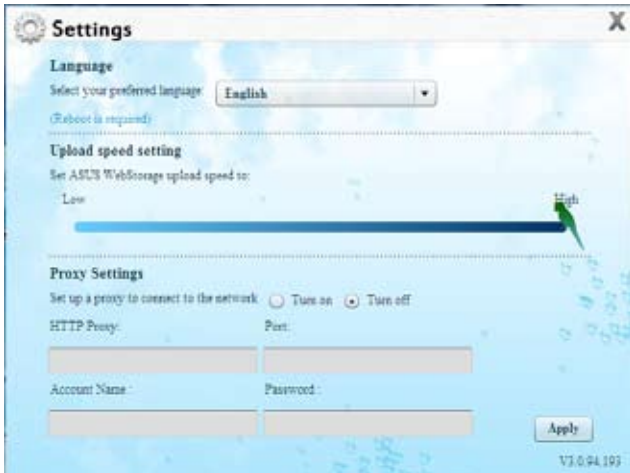 Settings
X
Language
Select your preferred language:
English
(Reboot is required)
Upload speed setting
Set ASUS WebStorage upload speed to:
Low
High
Proxy Settings
Set up a proxy to connect to the network
Turn on
Turn off
HTTP Proxy:
Port:
Account Name :
Password :
Apply
V3.0.94.193